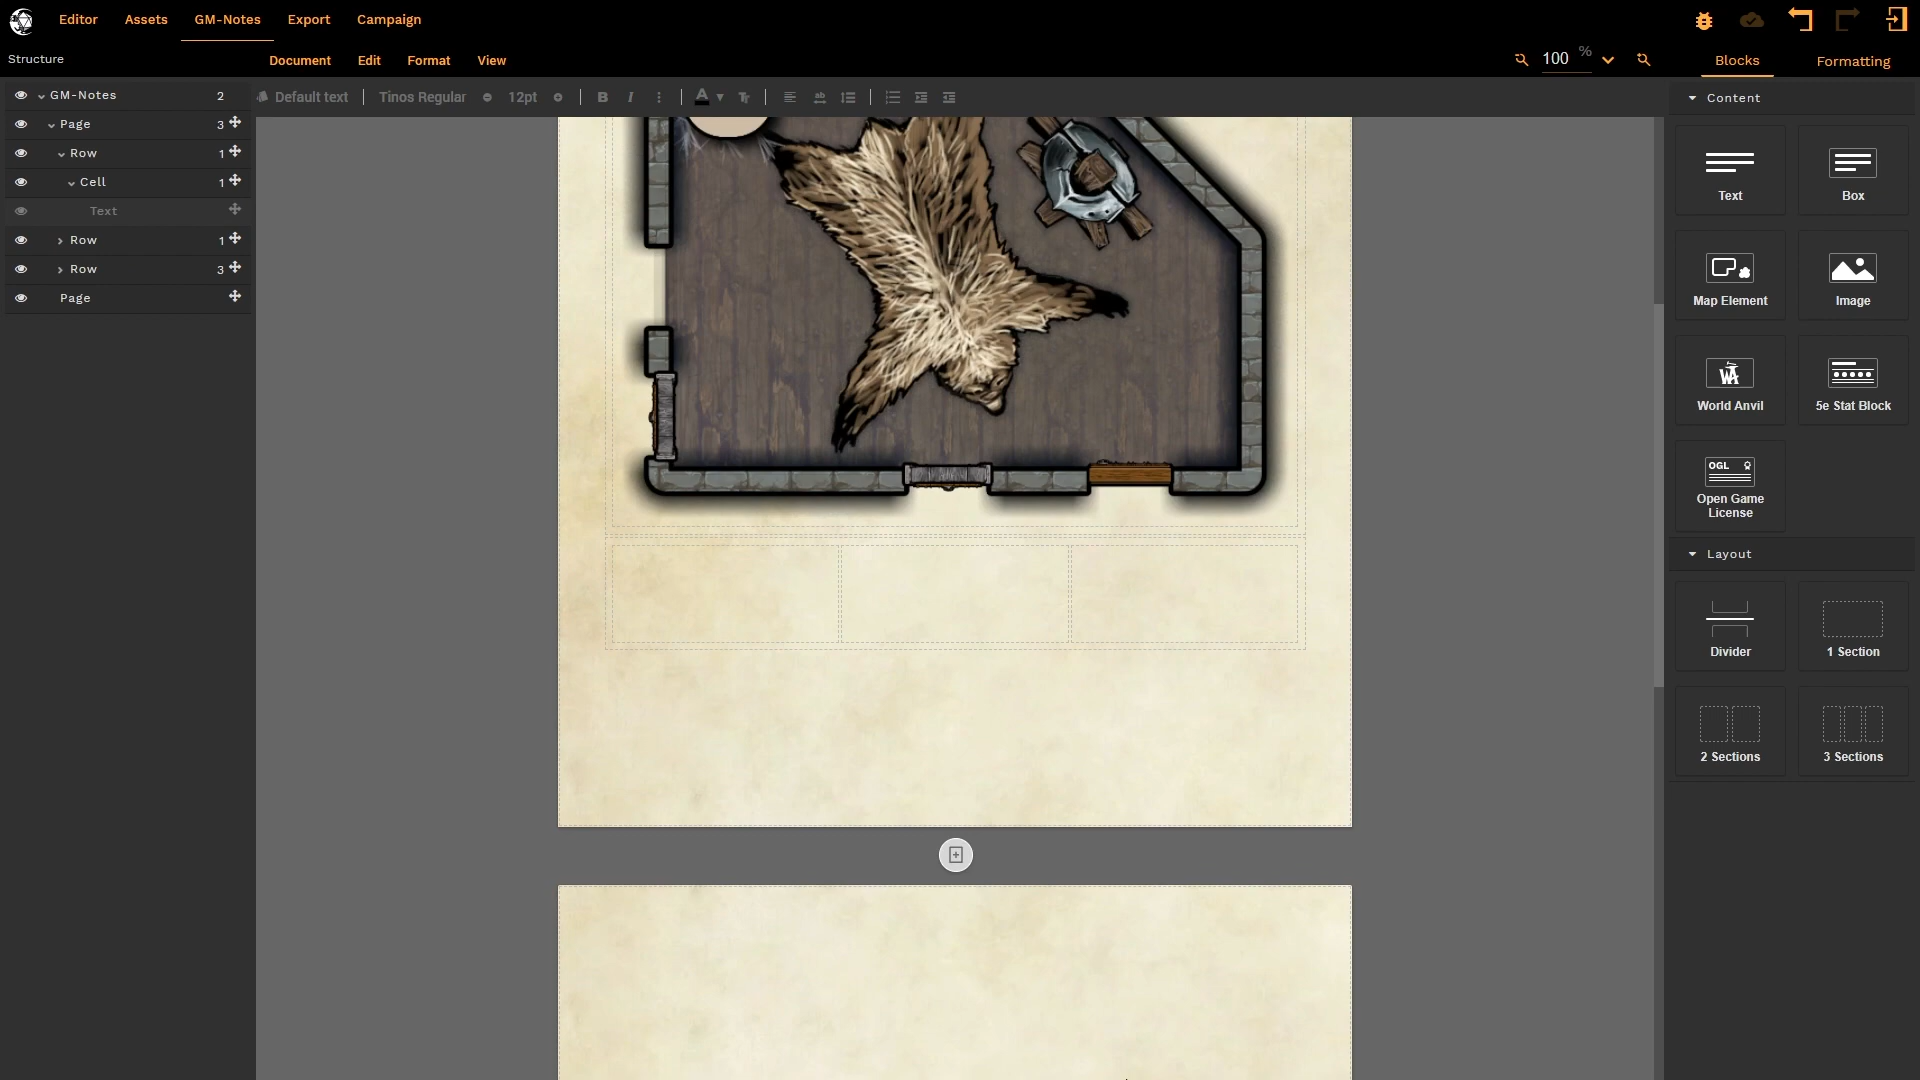 Editor Assets GM-Notes Export Campaign
Structure
Document Edit Format View
100 %
Blocks Formatting
GM-Notes 2
Page 3
Row 1
Cell 1
Text
Row 1
Row 3
Page
Default text Tinos Regular 12pt B I A Tr ab
Content
Text Box
Map Element Image
WA
World Anvil 5e Stat Block
OGL
Open Game
License
Layout
Divider 1 Section
2 Sections 3 Sections